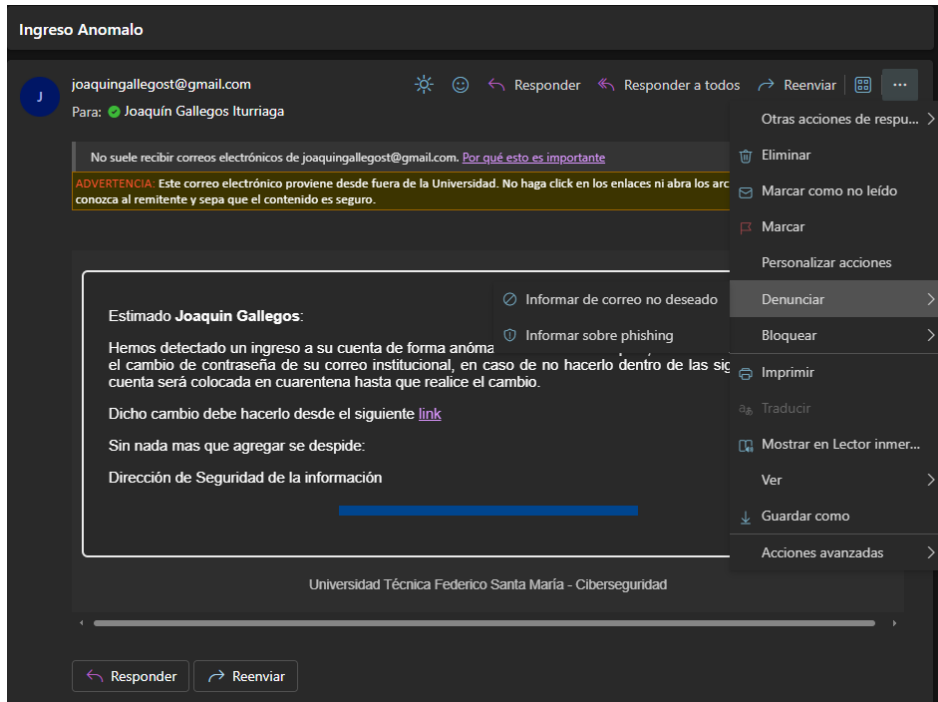 Ingreso Anomalo
J
joaquingallegost@gmail.com
Responder
Responder a todos
Reenviar
Para: Joaquín Gallegos Iturriaga
No suele recibir correos electrónicos de joaquingallegost@gmail.com. Por qué esto es importante
ADVERTENCIA: Este correo electrónico proviene desde fuera de la Universidad. No haga click en los enlaces ni abra los arc
conozca al remitente y sepa que el contenido es seguro.
Otras acciones de respu...
Eliminar
Marcar como no leído
Marcar
Personalizar acciones
Denunciar
Bloquear
Imprimir
Traducir
Mostrar en Lector inmer...
Ver
Guardar como
Acciones avanzadas
Informar de correo no deseado
Informar sobre phishing
Estimado Joaquin Gallegos:
Hemos detectado un ingreso a su cuenta de forma anóma
el cambio de contraseña de su correo institucional, en caso de no hacerlo dentro de las sig
cuenta será colocada en cuarentena hasta que realice el cambio.
Dicho cambio debe hacerlo desde el siguiente link
Sin nada mas que agregar se despide:
Dirección de Seguridad de la información
Universidad Técnica Federico Santa María - Ciberseguridad
Responder
Reenviar